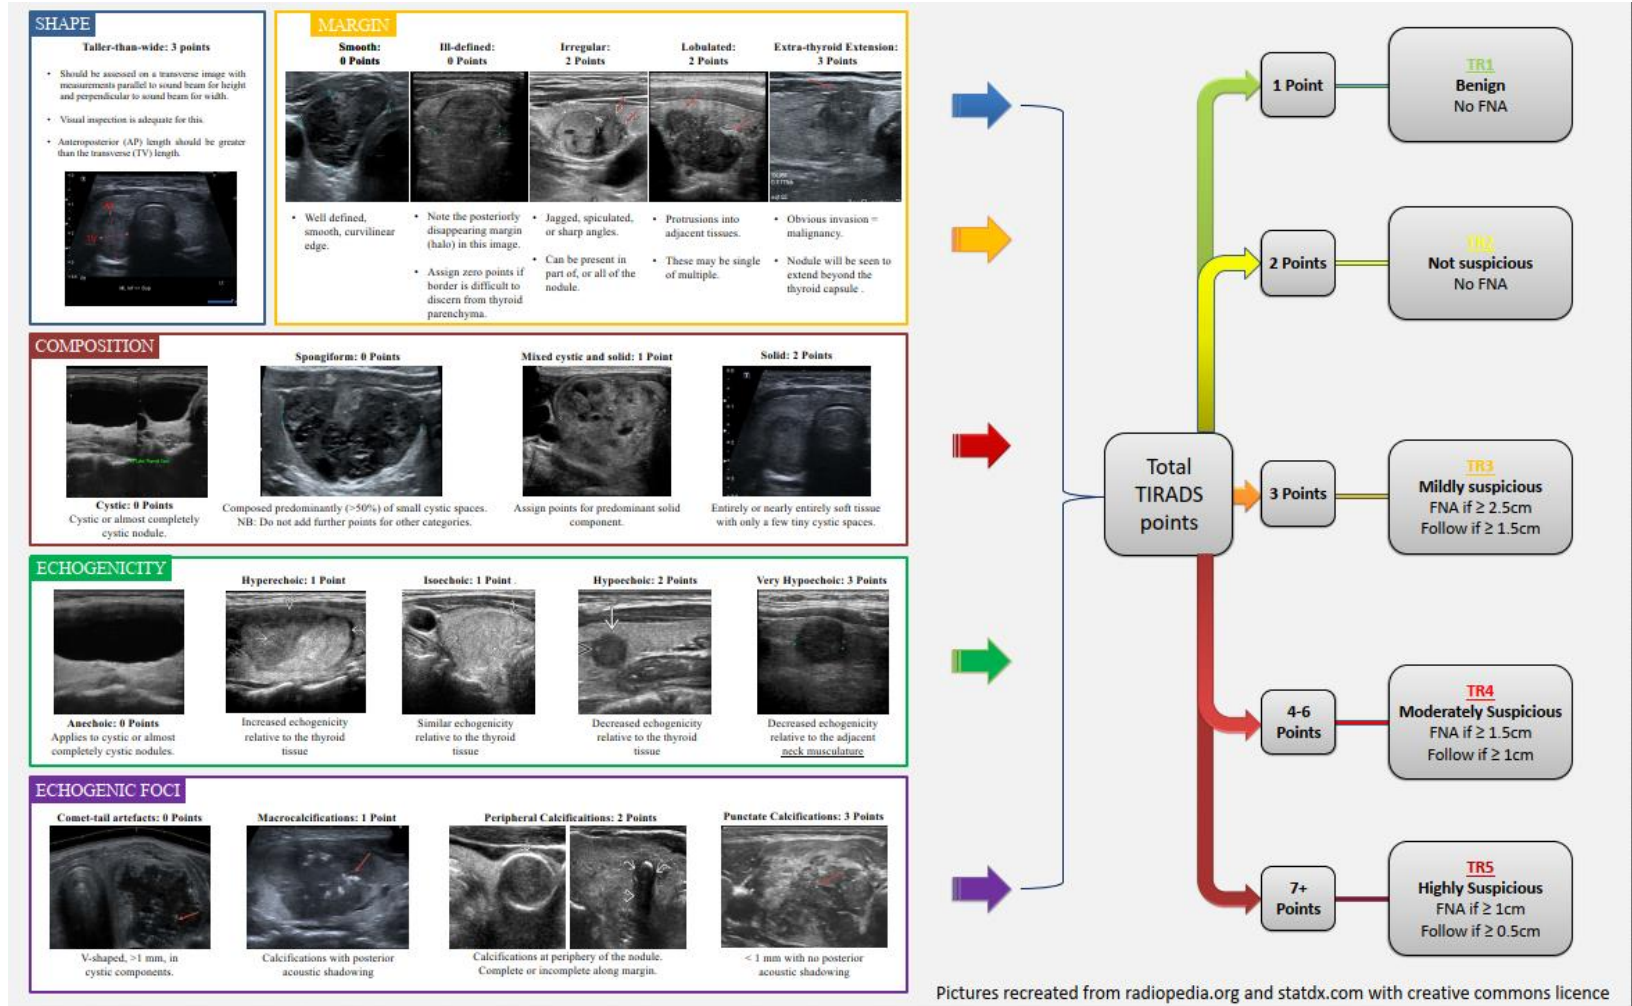 SHAPE
Taller-than-wide: 3 points
• Should be assessed on a transverse image with
measurements parallel to sound beam for height
and perpendicular to sound beam for width.
• Visual inspection is adequate for this.
• Anteroposterior (AP) length should be greater
than the transverse (TV) length.
MARGIN
Smooth:
0 Points
• Well defined,
smooth, curvilinear
edge.
Ill-defined:
0 Points
• Note the posteriorly
disappearing margin
(halo) in this image.
• Assign zero points if
border is difficult to
discern from thyroid
parenchyma.
Irregular:
2 Points
• Jagged, spiculated,
or sharp angles.
• Can be present in
part of, or all of the
nodule.
Lobulated:
2 Points
• Protrusions into
adjacent tissues.
• These may be single
of multiple.
Extra-thyroid Extension:
3 Points
• Obvious invasion =
malignancy.
• Nodule will be seen to
extend beyond the
thyroid capsule .
COMPOSITION
Cystic: 0 Points
Cystic or almost completely
cystic nodule.
Spongiform: 0 Points
Composed predominantly (>50%) of small cystic spaces.
NB: Do not add further points for other categories.
Mixed cystic and solid: 1 Point
Assign points for predominant solid
component.
Solid: 2 Points
Entirely or nearly entirely soft tissue
with only a few tiny cystic spaces.
ECHOGENICITY
Anechoic: 0 Points
Applies to cystic or almost
completely cystic nodules.
Hyperechoic: 1 Point
Increased echogenicity
relative to the thyroid
tissue
Isoechoic: 1 Point .
Similar echogenicity
relative to the thyroid
tissue
Hypoechoic: 2 Points
Decreased echogenicity
relative to the thyroid
tissue
Very Hypoechoic: 3 Points
Decreased echogenicity
relative to the adjacent
neck musculature
ECHOGENIC FOCI
Comet-tail artefacts: 0 Points
V-shaped, >1 mm, in
cystic components.
Macrocalcifications: 1 Point
Calcifications with posterior
acoustic shadowing
Peripheral Calcificaitions: 2 Points
Calcifications at periphery of the nodule.
Complete or incomplete along margin.
Punctate Calcifications: 3 Points
< 1 mm with no posterior
acoustic shadowing
Total
TIRADS
points
1 Point
TR1
Benign
No FNA
2 Points
TR2
Not suspicious
No FNA
3 Points
TR3
Mildly suspicious
FNA if ≥ 2.5cm
Follow if ≥ 1.5cm
4-6
Points
TR4
Moderately Suspicious
FNA if ≥ 1.5cm
Follow if ≥ 1cm
7+
Points
TR5
Highly Suspicious
FNA if ≥ 1cm
Follow if ≥ 0.5cm
Pictures recreated from radiopedia.org and statdx.com with creative commons licence